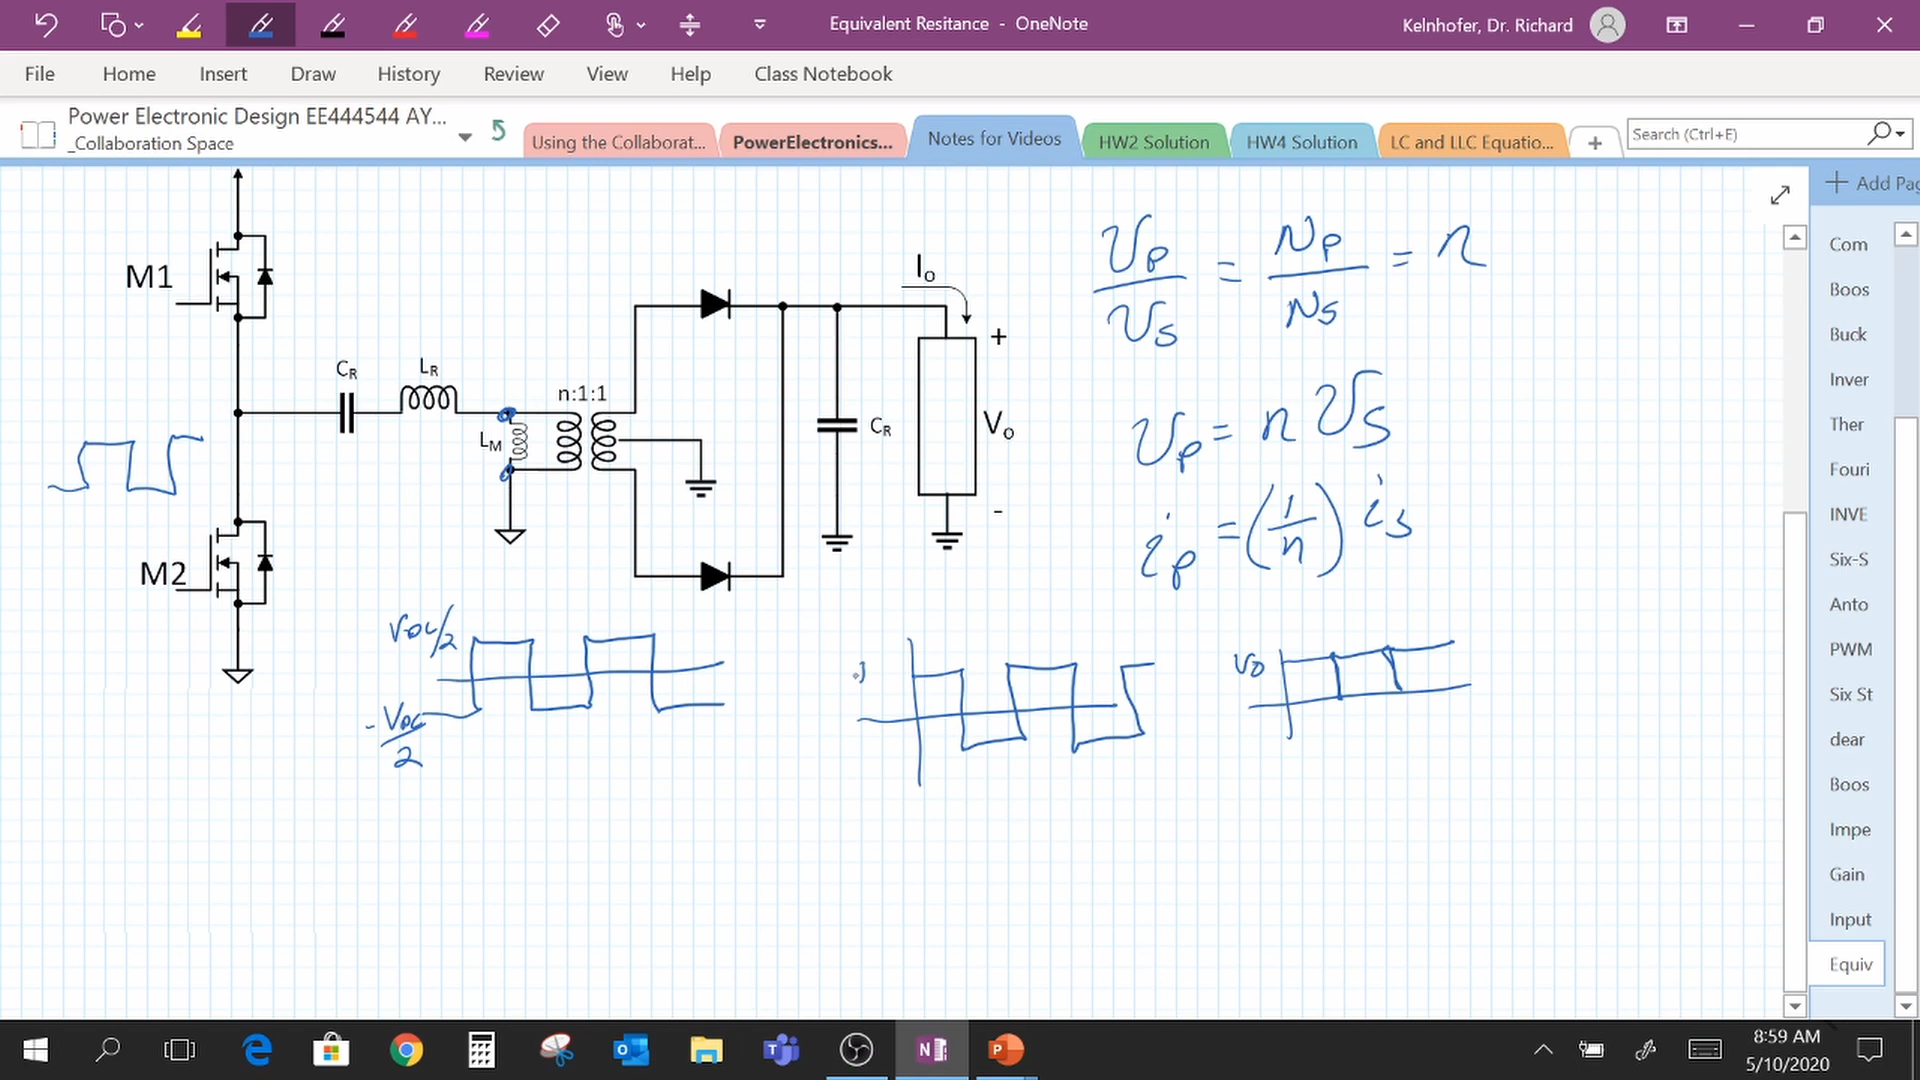 Equivalent Resitance - OneNote
Kelnhofer, Dr. Richard
File Home Insert Draw History Review View Help Class Notebook
Power Electronic Design EE444544 AY...
_Collaboration Space
Using the Collaborat...
PowerElectronics...
Notes for Videos
HW2 Solution
HW4 Solution
LC and LLC Equatio...
+
Search (Ctrl+E)
+ Add Pag
Com
Boos
Buck
Inver
Ther
Fouri
INVE
Six-S
Anto
PWM
Six St
dear
Boos
Impe
Gain
Input
Equiv
M1
CR
LR
LM
n:1:1
Io
+
CR
Vo
-
M2
Vp/Vs = Np/Ns = n
Vp = n Vs
ip = (1/n) is
VDC/2
-VDC/2
Vo
8:59 AM
5/10/2020